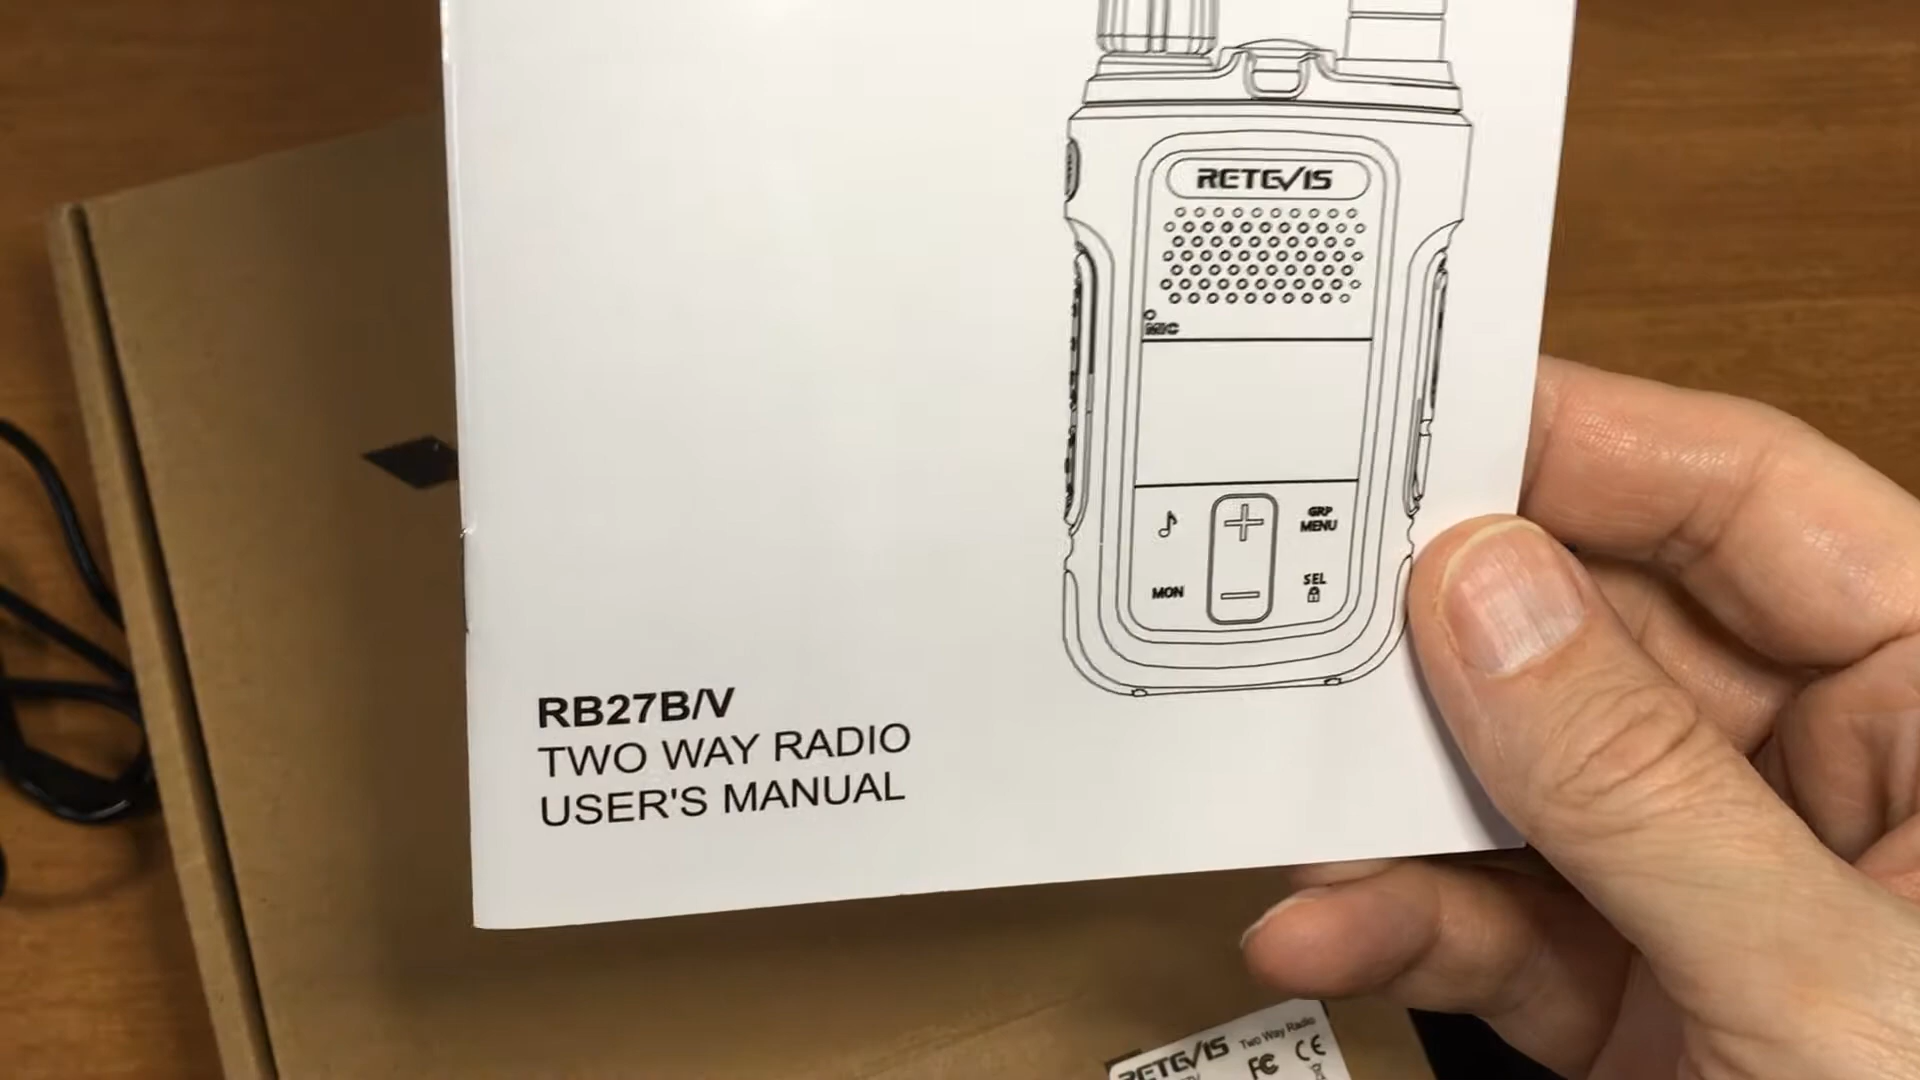 RETEVIS
MIC
GRP
MENU
MON
SEL
RB27B/V
TWO WAY RADIO
USER'S MANUAL
RETEVIS
Two Way Radio
FC CE